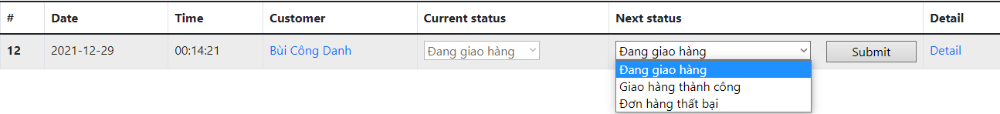 # Date Time Customer Current status Next status Detail
12 2021-12-29 00:14:21 Bùi Công Danh Đang giao hàng Đang giao hàng Submit Detail
Đang giao hàng
Giao hàng thành công
Đơn hàng thất bại